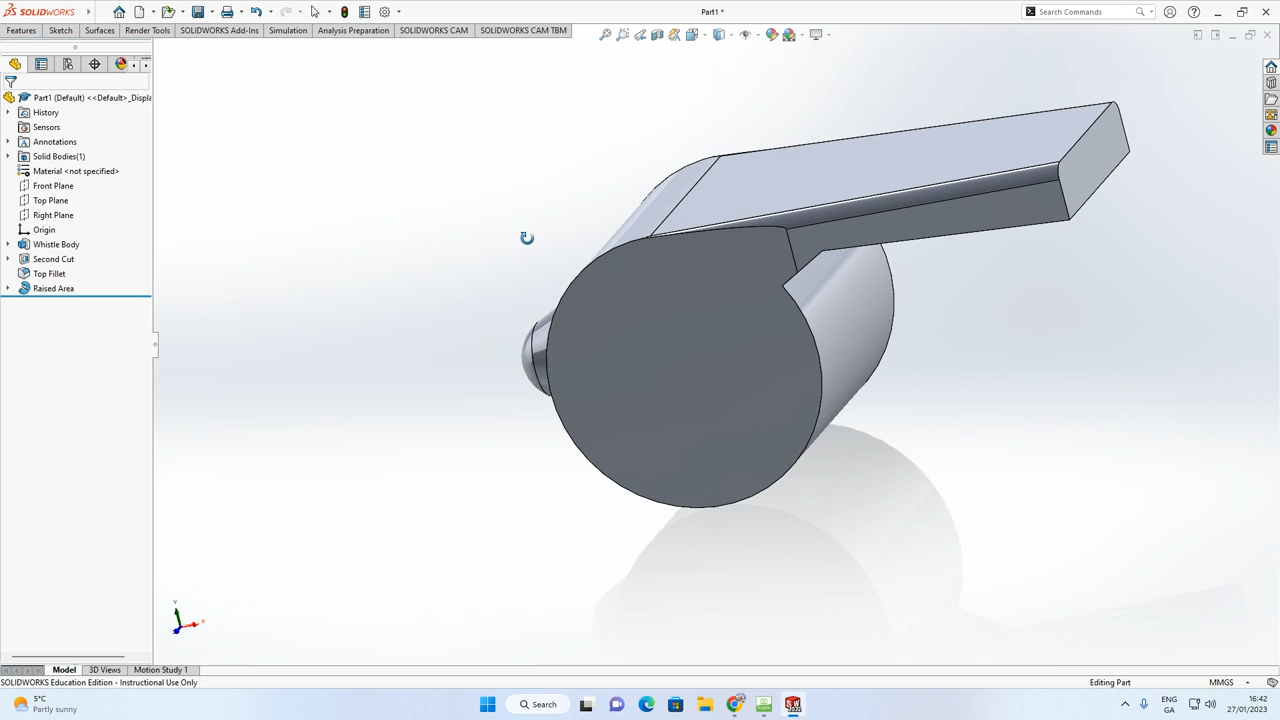 SOLIDWORKS
Part1 *
Search Commands
Features Sketch Surfaces Render Tools SOLIDWORKS Add-Ins Simulation Analysis Preparation SOLIDWORKS CAM SOLIDWORKS CAM TBM
Part1 (Default) <<Default>_Displa
History
Sensors
Annotations
Solid Bodies(1)
Material <not specified>
Front Plane
Top Plane
Right Plane
Origin
Whistle Body
Second Cut
Top Fillet
Raised Area
Y
X
Z
Model 3D Views Motion Study 1
SOLIDWORKS Education Edition - Instructional Use Only
Editing Part
MMGS
5°C
Partly sunny
Search
ENG
GA
16:42
27/01/2023